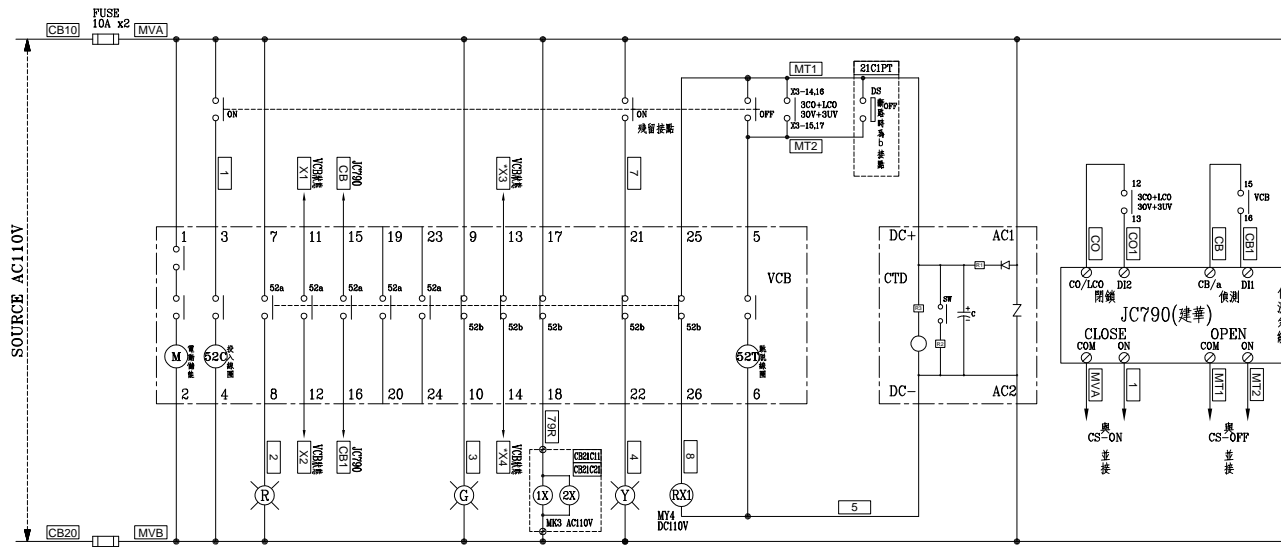 FUSE
10A x2
CB10
MVA
SOURCE AC110V
CB20
MVB
ON
ON
殘留接點
OFF
MT1
X3-14,16
3CO+LCO
3OV+3UV
X3-15,17
MT2
21C1PT
DS
OFF
斷路時為b接點
1
X1
VCB狀態
CB
JC790
*X3
VCB狀態
7
1
3
7
11
15
19
23
9
13
17
21
25
5
VCB
52a
52a
52a
52a
52a
52b
52b
52b
52b
M
電動儲能
52C
投入線圈
52T
跳脫線圈
2
4
8
12
16
20
24
10
14
18
22
26
6
2
X2
VCB狀態
CB1
JC790
3
*X4
VCB狀態
79R
4
8
5
R
G
CB21C11
CB21C21
1X
2X
MK3 AC110V
Y
RX1
MY4
DC110V
DC+
AC1
CTD
R1
R3
SW
R2
+
C
DC-
AC2
12
3CO+LCO
3OV+3UV
13
15
VCB
16
CO
CO1
CB
CB1
CO/LCO
DI2
CB/a
DI1
閉鎖
偵測
JC790(建華)
CLOSE
OPEN
COM
ON
COM
ON
MVA
1
MT1
MT2
與
CS-ON
並接
與
CS-OFF
並接